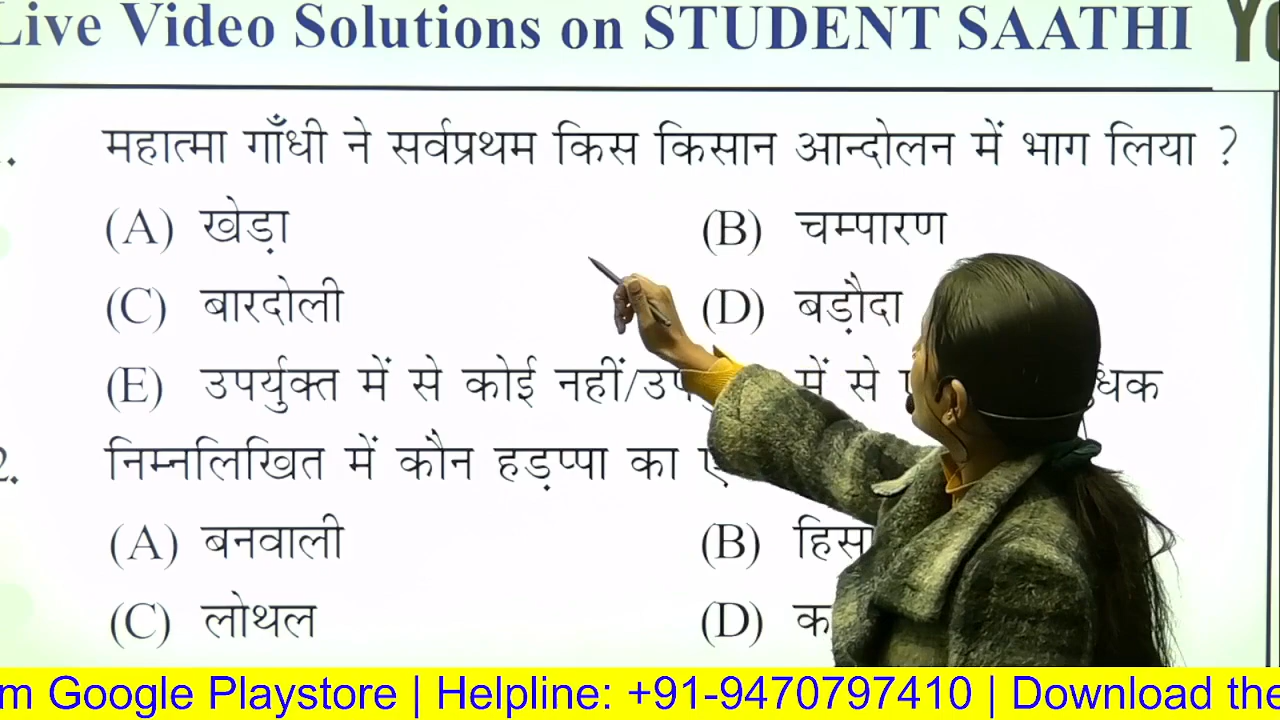 Live Video Solutions on STUDENT SAATHI
महात्मा गाँधी ने सर्वप्रथम किस किसान आन्दोलन में भाग लिया ?
(A) खेड़ा (B) चम्पारण
(C) बारदोली (D) बड़ौदा
(E) उपर्युक्त में से कोई नहीं/ में से
2. निम्नलिखित में कौन हड़प्पा का
(A) बनवाली (B)
(C) लोथल (D)
Google Playstore | Helpline: +91-9470797410 | Download the